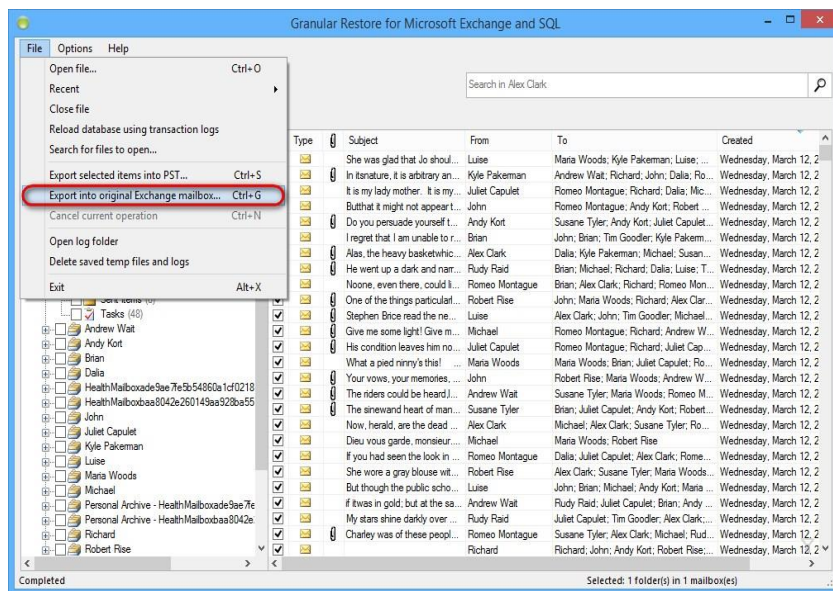 Granular Restore for Microsoft Exchange and SQL
File Options Help
Open file... Ctrl+O
Recent
Close file
Reload database using transaction logs
Search for files to open...
Export selected items into PST... Ctrl+S
Export into original Exchange mailbox... Ctrl+G
Cancel current operation Ctrl+N
Open log folder
Delete saved temp files and logs
Exit Alt+X
Search in Alex Clark
Tasks (48)
Andrew Wait
Andy Kort
Brian
Dalia
HealthMailboxade9ae7fe5b54860a1cf0218
HealthMailboxbaa8042e260149aa928ba55
John
Juliet Capulet
Kyle Pakerman
Luise
Maria Woods
Michael
Personal Archive - HealthMailboxade9ae7fe
Personal Archive - HealthMailboxbaa8042e
Richard
Robert Rise
Type Subject From To Created
She was glad that Jo shoul... Luise Maria Woods; Kyle Pakerman; Luise; ... Wednesday, March 12, 2
In itsnature, it is arbitrary an... Kyle Pakerman Andrew Wait; Richard; John; Dalia; Ro... Wednesday, March 12, 2
It is my lady mother. It is my... Juliet Capulet Romeo Montague; Richard; Dalia; Mic... Wednesday, March 12, 2
Butthat it might not appear t... John Romeo Montague; Andy Kort; Robert ... Wednesday, March 12, 2
Do you persuade yourself t... Andy Kort Susane Tyler; Andy Kort; Juliet Capulet... Wednesday, March 12, 2
I regret that I am unable to r... Brian John; Brian; Tim Goodler; Kyle Pakerm... Wednesday, March 12, 2
Alas, the heavy basketwhic... Alex Clark Dalia; Kyle Pakerman; Michael; Susan... Wednesday, March 12, 2
He went up a dark and narr... Rudy Raid Brian; Michael; Richard; Dalia; Luise; T... Wednesday, March 12, 2
Noone, even there, could li... Romeo Montague Brian; Alex Clark; Richard; Romeo Mon... Wednesday, March 12, 2
One of the things particularl... Robert Rise John; Maria Woods; Richard; Alex Clar... Wednesday, March 12, 2
Stephen Brice read the ne... Luise Alex Clark; John; Tim Goodler; Michael... Wednesday, March 12, 2
Give me some light! Give m... Michael Romeo Montague; Richard; Andrew W... Wednesday, March 12, 2
His condition leaves him no... Juliet Capulet Romeo Montague; Richard; Juliet Cap... Wednesday, March 12, 2
What a pied ninny's this! ... Maria Woods Maria Woods; Brian; Juliet Capulet; Ro... Wednesday, March 12, 2
Your vows, your memories, ... John Robert Rise; Maria Woods; Andrew W... Wednesday, March 12, 2
The riders could be heard,l... Andrew Wait Susane Tyler; Maria Woods; Romeo M... Wednesday, March 12, 2
The sinewand heart of man... Susane Tyler Brian; Juliet Capulet; Andy Kort; Robert... Wednesday, March 12, 2
Now, herald, are the dead ... Alex Clark Michael; Alex Clark; Susane Tyler; Ro... Wednesday, March 12, 2
Dieu vous garde, monsieur.... Michael Maria Woods; Robert Rise Wednesday, March 12, 2
If you had seen the look in ... Romeo Montague Dalia; Juliet Capulet; Alex Clark; Rome... Wednesday, March 12, 2
She wore a gray blouse wit... Robert Rise Alex Clark; Susane Tyler; Maria Woods... Wednesday, March 12, 2
But though the public scho... Luise John; Brian; Michael; Andy Kort; Maria ... Wednesday, March 12, 2
if itwas in gold; but at the sa... Andrew Wait Rudy Raid; Juliet Capulet; Brian; Andy ... Wednesday, March 12, 2
My stars shine darkly over ... Rudy Raid Juliet Capulet; Tim Goodler; Alex Clark;... Wednesday, March 12, 2
Charley was of these peopl... Romeo Montague Susane Tyler; Alex Clark; Michael; Rud... Wednesday, March 12, 2
Richard Richard; John; Andy Kort; Robert Rise;... Wednesday, March 12, 2
Completed Selected: 1 folder(s) in 1 mailbox(es)